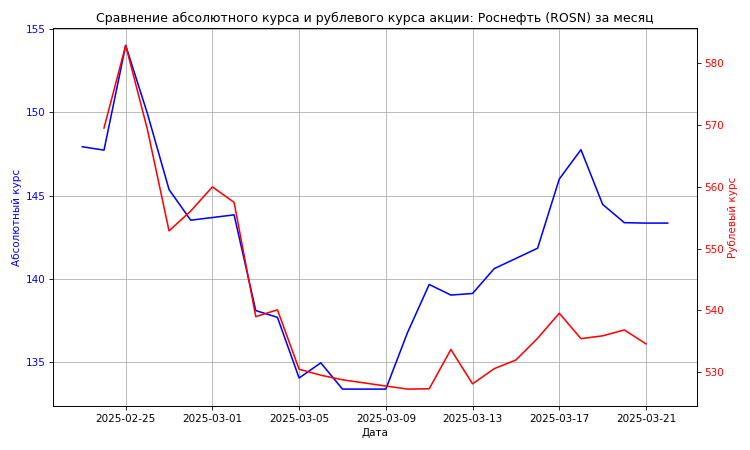 Сравнение абсолютного курса и рублевого курса акции: Роснефть (ROSN) за месяц
155
150
145
140
135
Абсолютный курс
580
570
560
550
540
530
Рублевый курс
2025-02-25 2025-03-01 2025-03-05 2025-03-09 2025-03-13 2025-03-17 2025-03-21
Дата